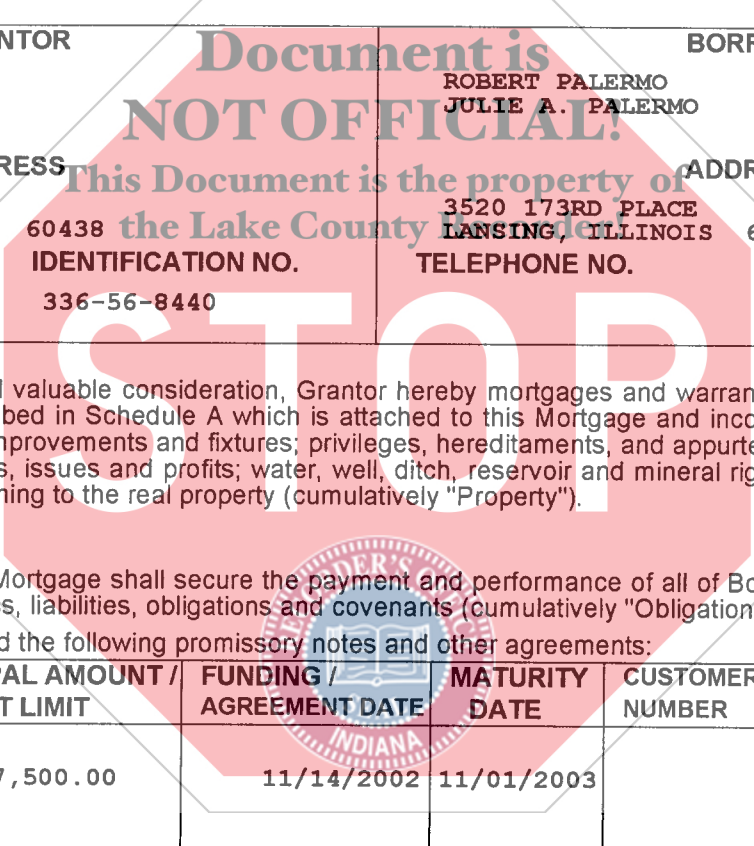 NTOR
BORR
Document is
ROBERT PALERMO
JULIE A. PALERMO
NOT OFFICIAL!
RESS
ADDR
This Document is the property of
3520 173RD PLACE
60438
LANSING, ILLINOIS 6
the Lake County Recorder!
IDENTIFICATION NO.
TELEPHONE NO.
336-56-8440
STOP
valuable consideration, Grantor hereby mortgages and warran
bed in Schedule A which is attached to this Mortgage and inco
mprovements and fixtures; privileges, hereditaments, and appurte
s, issues and profits; water, well, ditch, reservoir and mineral rig
ning to the real property (cumulatively "Property").
Mortgage shall secure the payment and performance of all of Bo
s, liabilities, obligations and covenants (cumulatively "Obligation
d the following promissory notes and other agreements:
PAL AMOUNT / FUNDING / MATURITY CUSTOMER
T LIMIT AGREEMENT DATE DATE NUMBER
7,500.00 11/14/2002 11/01/2003
RECORDER'S OFFICE
INDIANA